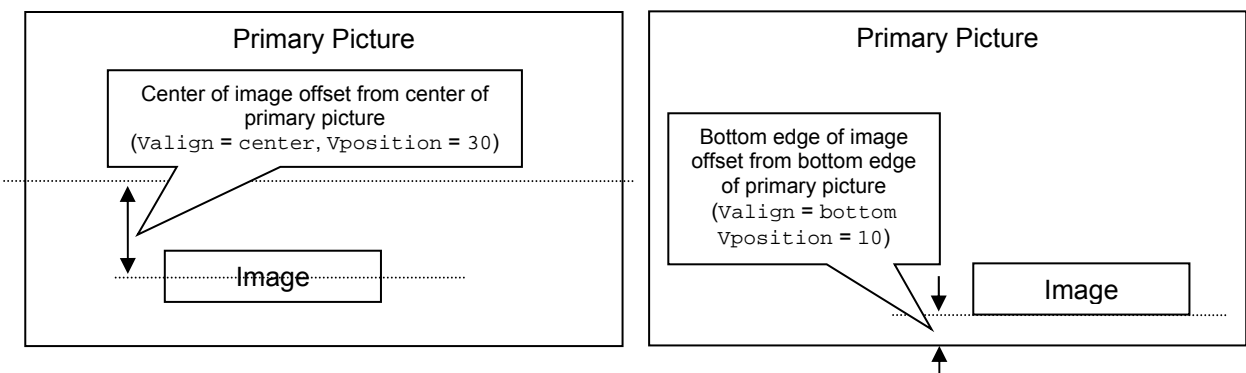 Primary Picture
Center of image offset from center of
primary picture
(Valign = center, Vposition = 30)
Image
Primary Picture
Bottom edge of image
offset from bottom edge
of primary picture
(Valign = bottom
Vposition = 10)
Image